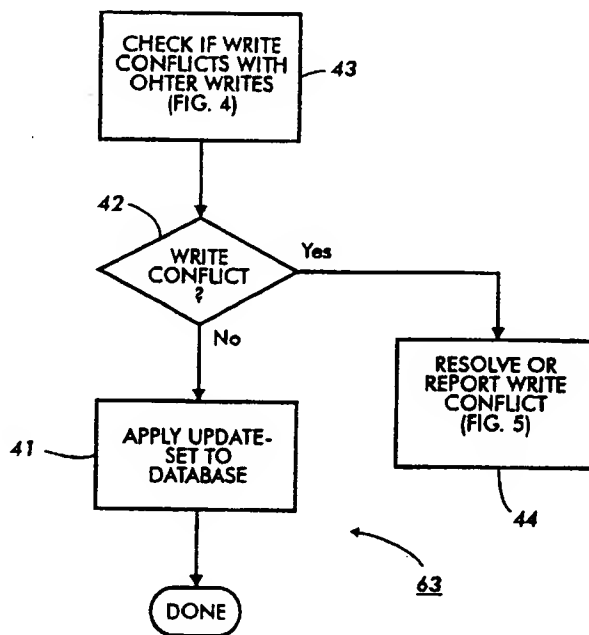 CHECK IF WRITE
CONFLICTS WITH
OHTER WRITES
(FIG. 4)
43
42
WRITE
CONFLICT
?
Yes
No
RESOLVE OR
REPORT WRITE
CONFLICT
(FIG. 5)
44
41
APPLY UPDATE-
SET TO
DATABASE
63
DONE